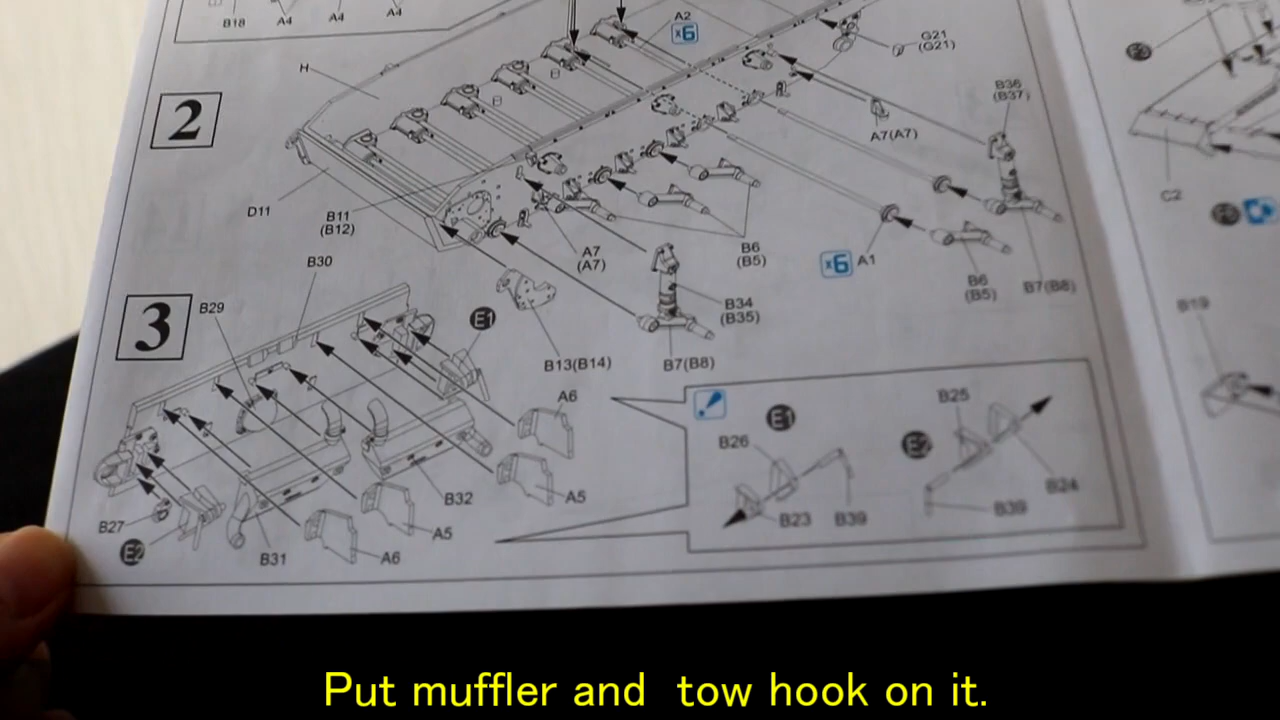 B18
A4
A4
A4
A2
x6
G21
(G21)
H
2
B36
(B37)
A7(A7)
C2
D11
B11
(B12)
A7
(A7)
B6
(B5)
x6 A1
B6
(B5)
B7(B8)
B30
3
B29
E1
B34
(B35)
B13(B14)
B7(B8)
B19
A6
B25
E1
E2
B26
B32
A5
B24
B27
A5
B23
B39
B39
E2
B31
A6
Put muffler and tow hook on it.